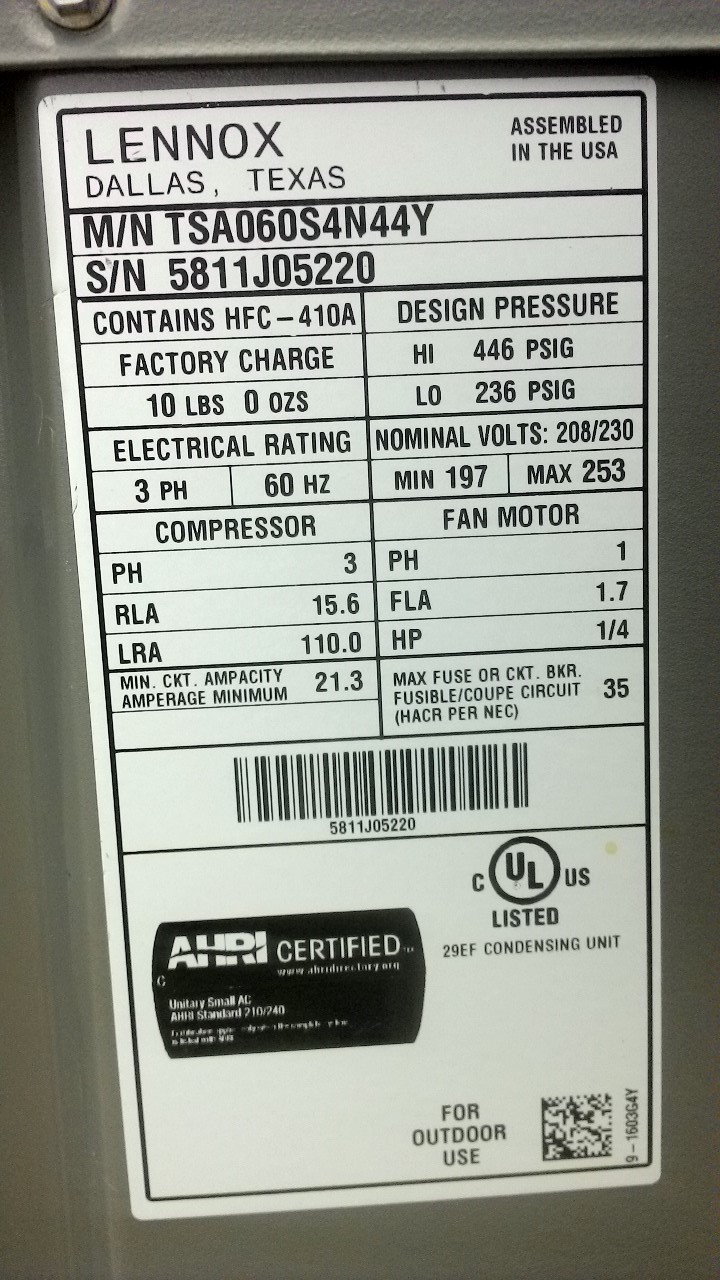 LENNOX
DALLAS, TEXAS
ASSEMBLED
IN THE USA
M/N TSA060S4N44Y
S/N 5811J05220
CONTAINS HFC-410A
FACTORY CHARGE
10 LBS 0 OZS
DESIGN PRESSURE
HI 446 PSIG
LO 236 PSIG
ELECTRICAL RATING
3 PH 60 HZ
NOMINAL VOLTS: 208/230
MIN 197 MAX 253
COMPRESSOR
PH 3
RLA 15.6
LRA 110.0
FAN MOTOR
PH 1
FLA 1.7
HP 1/4
MIN. CKT. AMPACITY
AMPERAGE MINIMUM 21.3
MAX FUSE OR CKT. BKR.
FUSIBLE/COUPE CIRCUIT 35
(HACR PER NEC)
5811J05220
C UL US
LISTED
29EF CONDENSING UNIT
AHRI CERTIFIED
www.ahridirectory.org
Unitary Small AC
AHRI Standard 210/240
FOR
OUTDOOR
USE
9-1603G4Y